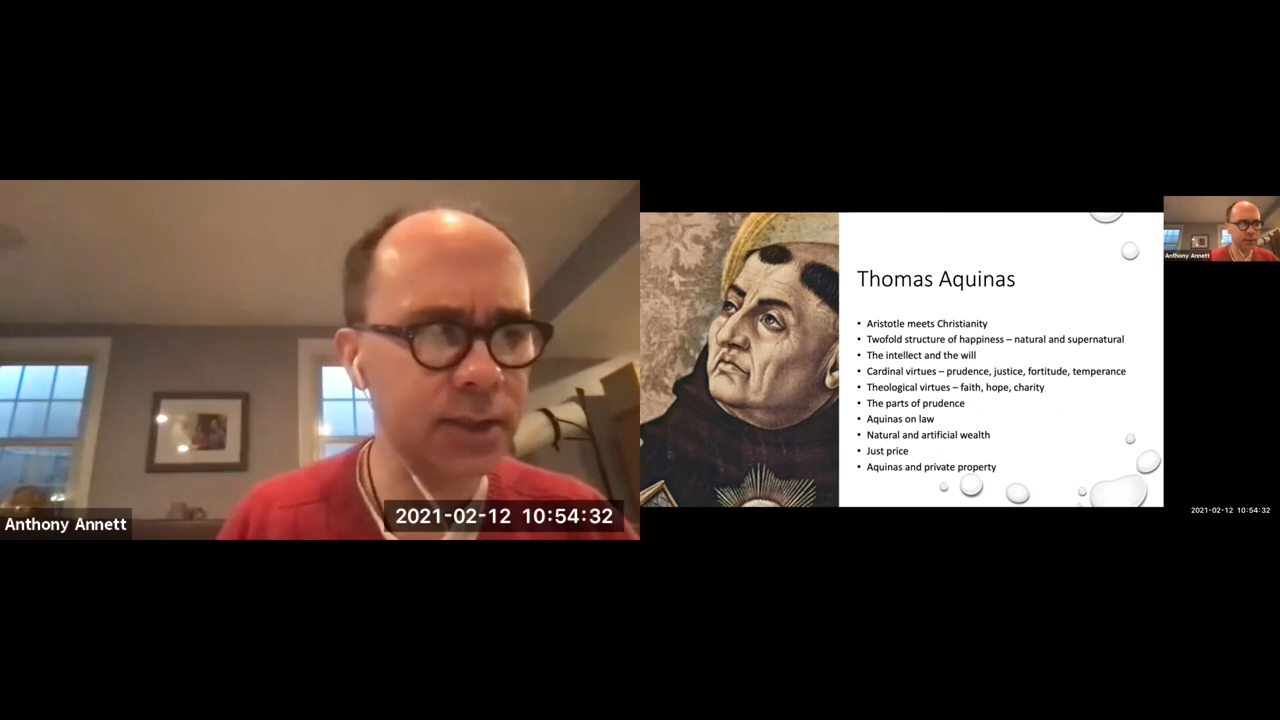 Anthony Annett
2021-02-12 10:54:32
Thomas Aquinas
• Aristotle meets Christianity
• Twofold structure of happiness – natural and supernatural
• The intellect and the will
• Cardinal virtues – prudence, justice, fortitude, temperance
• Theological virtues – faith, hope, charity
• The parts of prudence
• Aquinas on law
• Natural and artificial wealth
• Just price
• Aquinas and private property
Anthony Annett
2021-02-12 10:54:32